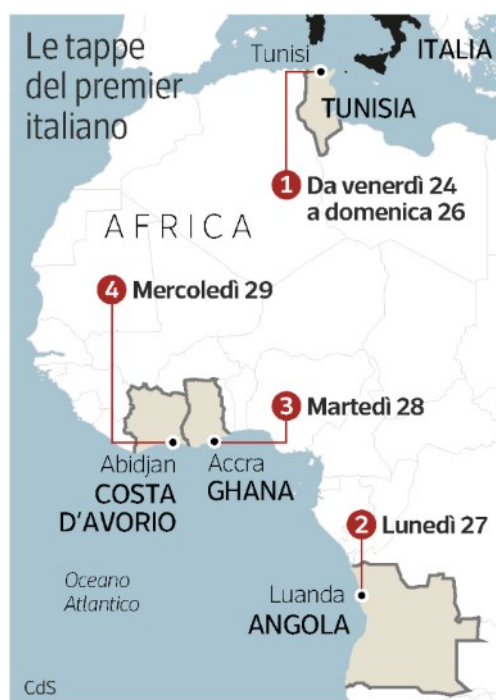 Le tappe
del premier
italiano
Tunisi
ITALIA
TUNISIA
1 Da venerdì 24
a domenica 26
AFRICA
4 Mercoledì 29
3 Martedì 28
Abidjan
COSTA
D'AVORIO
Accra
GHANA
2 Lunedì 27
Oceano
Atlantico
Luanda
ANGOLA
CdS